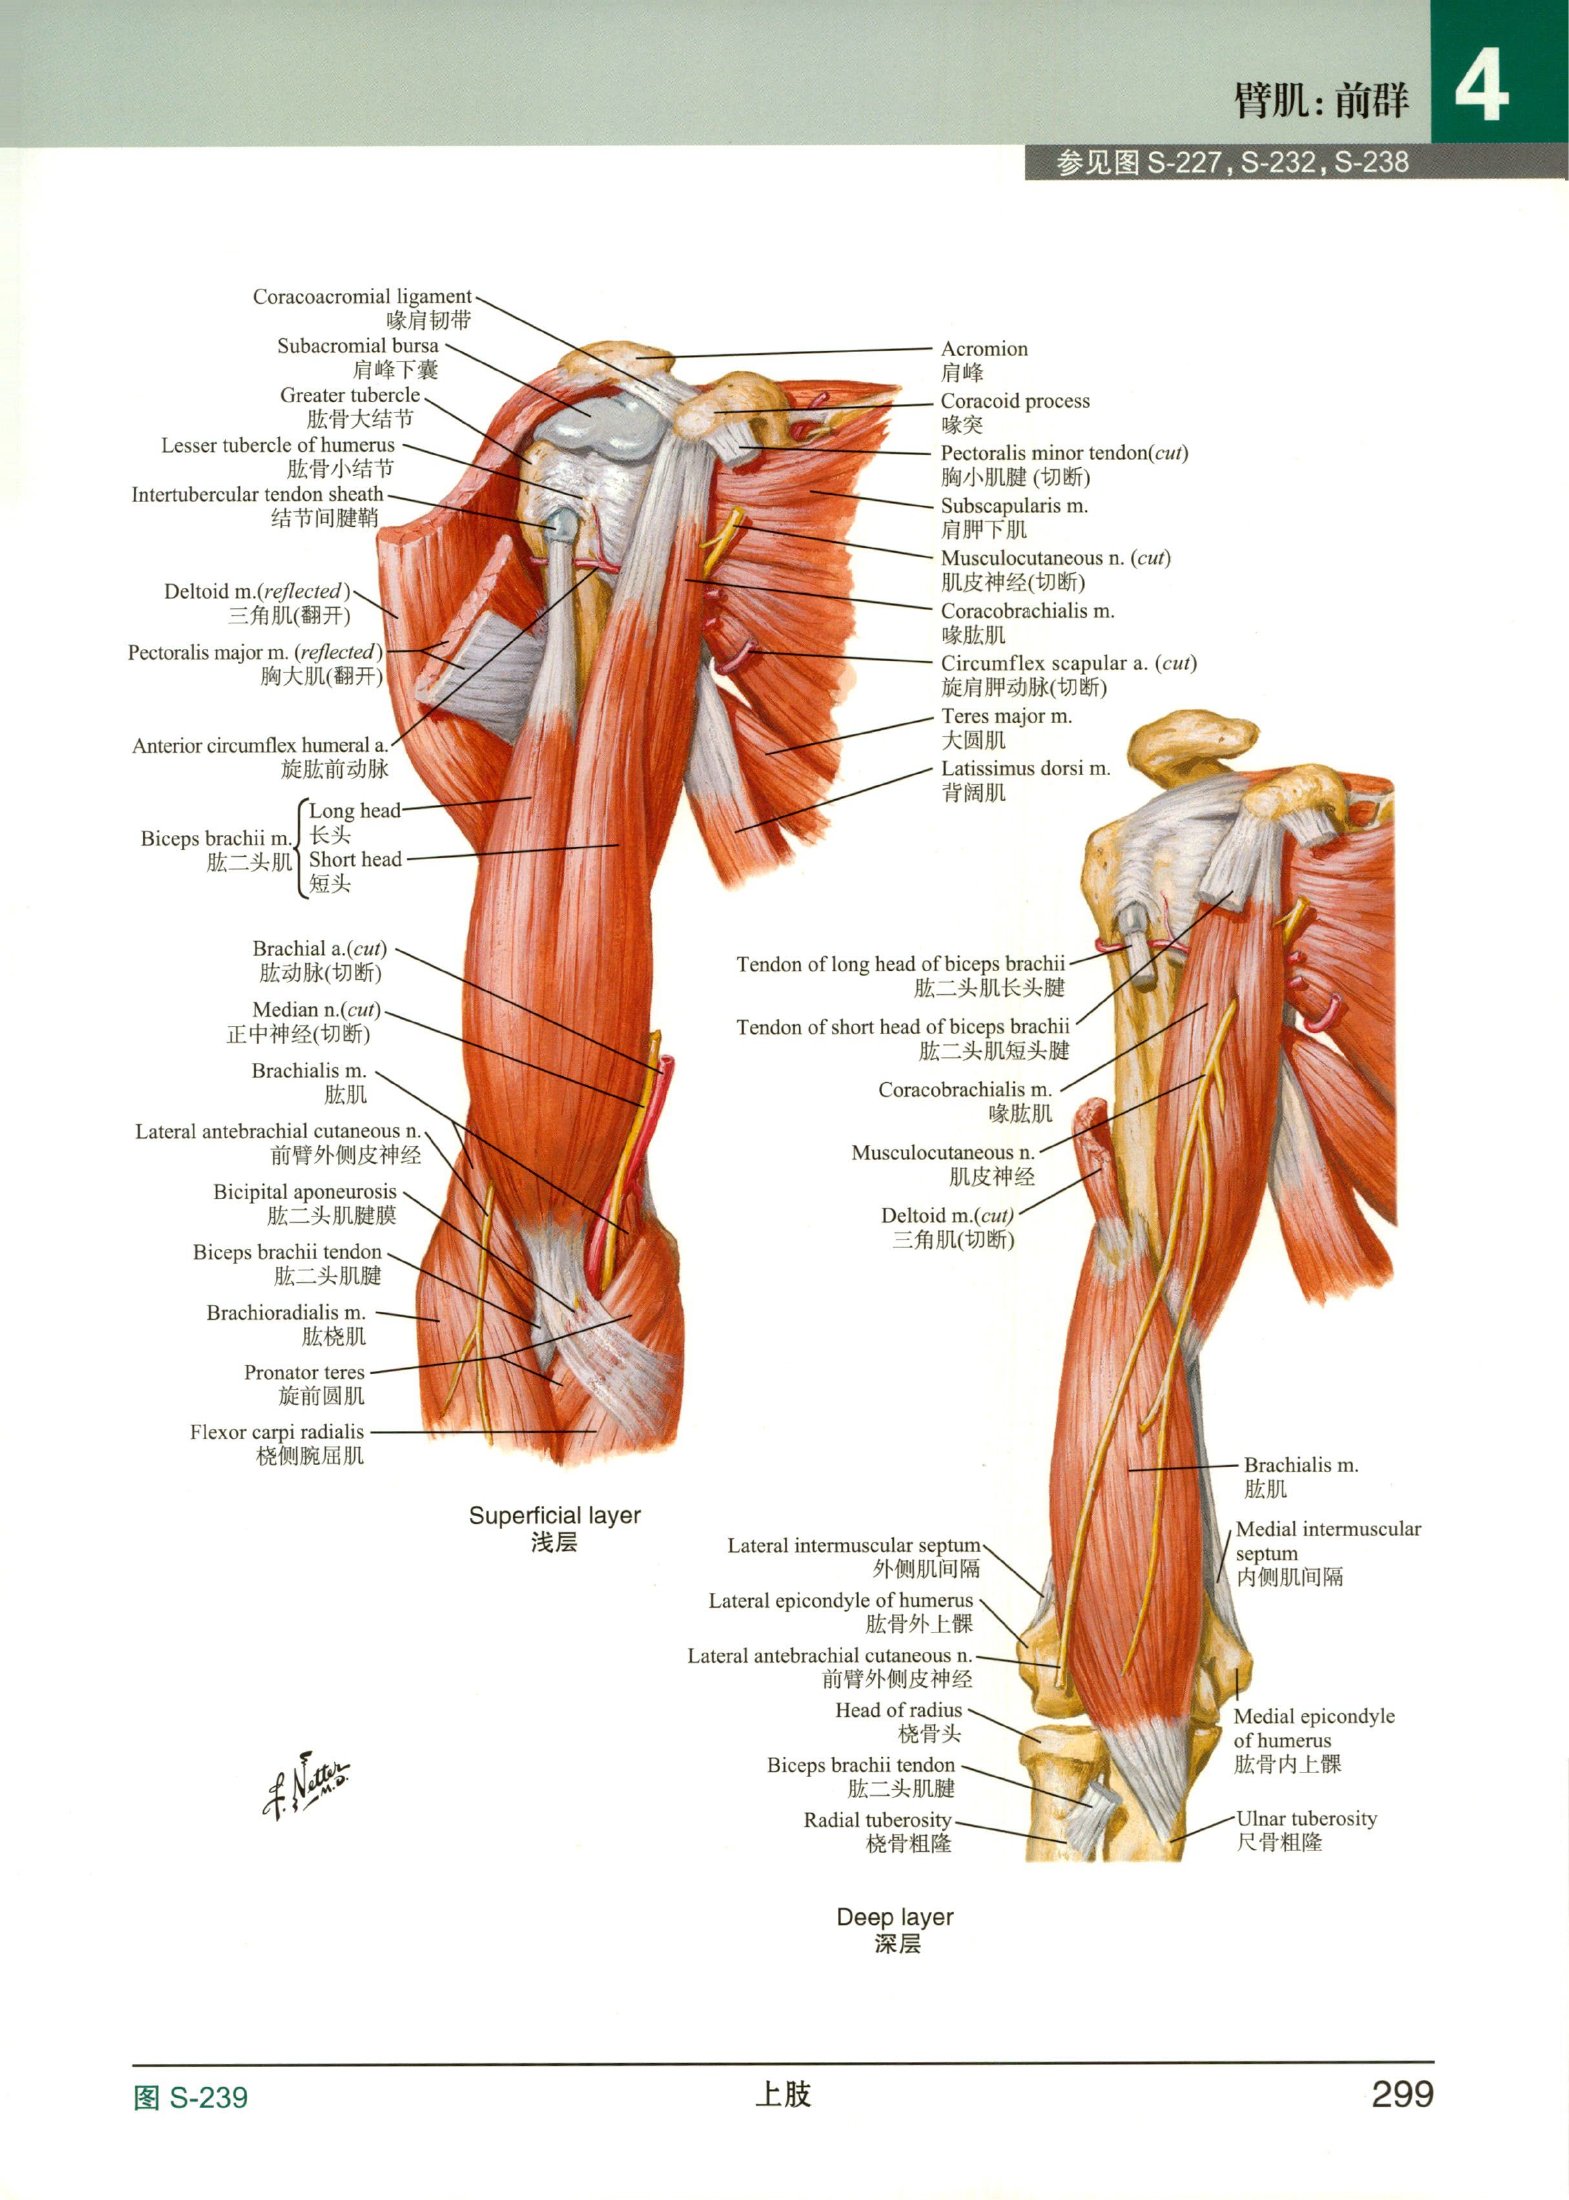 臂肌：前群
4
参见图 S-227, S-232, S-238
Coracoacromial ligament
喙肩韧带
Subacromial bursa
肩峰下囊
Greater tubercle
肱骨大结节
Lesser tubercle of humerus
肱骨小结节
Intertubercular tendon sheath
结节间腱鞘
Deltoid m.(reflected)
三角肌(翻开)
Pectoralis major m. (reflected)
胸大肌(翻开)
Anterior circumflex humeral a.
旋肱前动脉
Biceps brachii m.
肱二头肌
Long head
长头
Short head
短头
Brachial a.(cut)
肱动脉(切断)
Median n.(cut)
正中神经(切断)
Brachialis m.
肱肌
Lateral antebrachial cutaneous n.
前臂外侧皮神经
Bicipital aponeurosis
肱二头肌腱膜
Biceps brachii tendon
肱二头肌腱
Brachioradialis m.
肱桡肌
Pronator teres
旋前圆肌
Flexor carpi radialis
桡侧腕屈肌
Superficial layer
浅层
Acromion
肩峰
Coracoid process
喙突
Pectoralis minor tendon(cut)
胸小肌腱 (切断)
Subscapularis m.
肩胛下肌
Musculocutaneous n. (cut)
肌皮神经(切断)
Coracobrachialis m.
喙肱肌
Circumflex scapular a. (cut)
旋肩胛动脉(切断)
Teres major m.
大圆肌
Latissimus dorsi m.
背阔肌
Tendon of long head of biceps brachii
肱二头肌长头腱
Tendon of short head of biceps brachii
肱二头肌短头腱
Coracobrachialis m.
喙肱肌
Musculocutaneous n.
肌皮神经
Deltoid m.(cut)
三角肌(切断)
Brachialis m.
肱肌
Medial intermuscular
septum
内侧肌间隔
Lateral intermuscular septum
外侧肌间隔
Lateral epicondyle of humerus
肱骨外上髁
Lateral antebrachial cutaneous n.
前臂外侧皮神经
Head of radius
桡骨头
Biceps brachii tendon
肱二头肌腱
Radial tuberosity
桡骨粗隆
Medial epicondyle
of humerus
肱骨内上髁
Ulnar tuberosity
尺骨粗隆
Deep layer
深层
F. Netter
M.D.
图 S-239
上肢
299